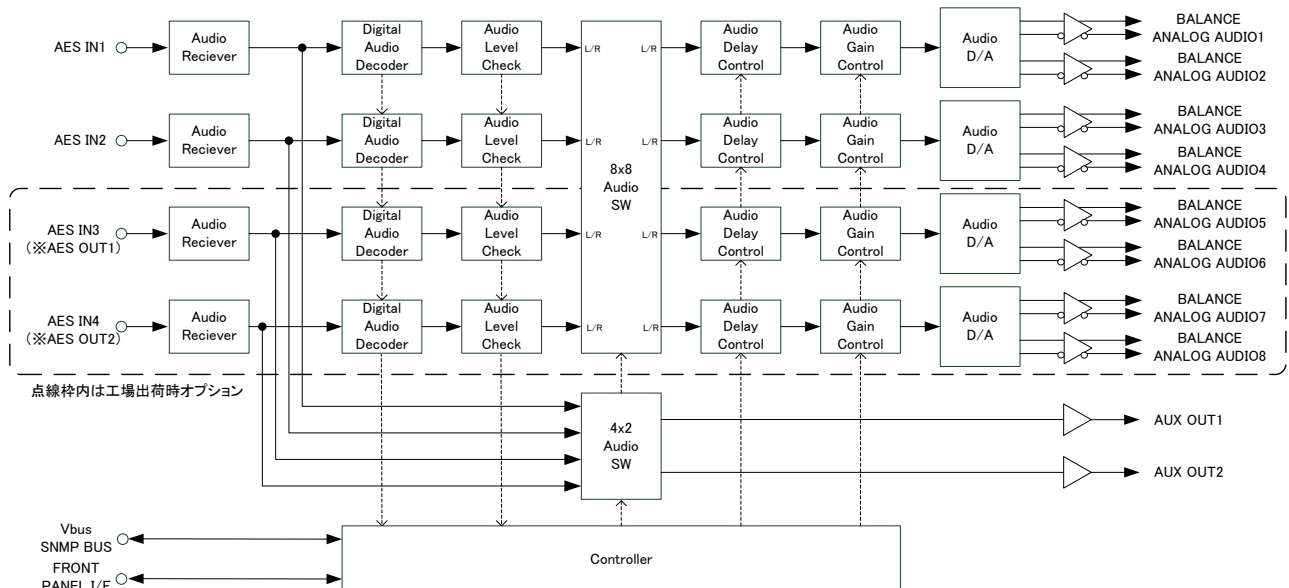 AES IN1
Audio
Reciever
Digital
Audio
Decoder
Audio
Level
Check
L/R
L/R
Audio
Delay
Control
Audio
Gain
Control
Audio
D/A
BALANCE
ANALOG AUDIO1
BALANCE
ANALOG AUDIO2
AES IN2
Audio
Reciever
Digital
Audio
Decoder
Audio
Level
Check
L/R
8x8
Audio
SW
L/R
Audio
Delay
Control
Audio
Gain
Control
Audio
D/A
BALANCE
ANALOG AUDIO3
BALANCE
ANALOG AUDIO4
AES IN3
(※AES OUT1)
Audio
Reciever
Digital
Audio
Decoder
Audio
Level
Check
L/R
L/R
Audio
Delay
Control
Audio
Gain
Control
Audio
D/A
BALANCE
ANALOG AUDIO5
BALANCE
ANALOG AUDIO6
AES IN4
(※AES OUT2)
Audio
Reciever
Digital
Audio
Decoder
Audio
Level
Check
L/R
L/R
Audio
Delay
Control
Audio
Gain
Control
Audio
D/A
BALANCE
ANALOG AUDIO7
BALANCE
ANALOG AUDIO8
点線枠内は工場出荷時オプション
4x2
Audio
SW
AUX OUT1
AUX OUT2
Vbus
SNMP BUS
FRONT
PANEL I/F
Controller